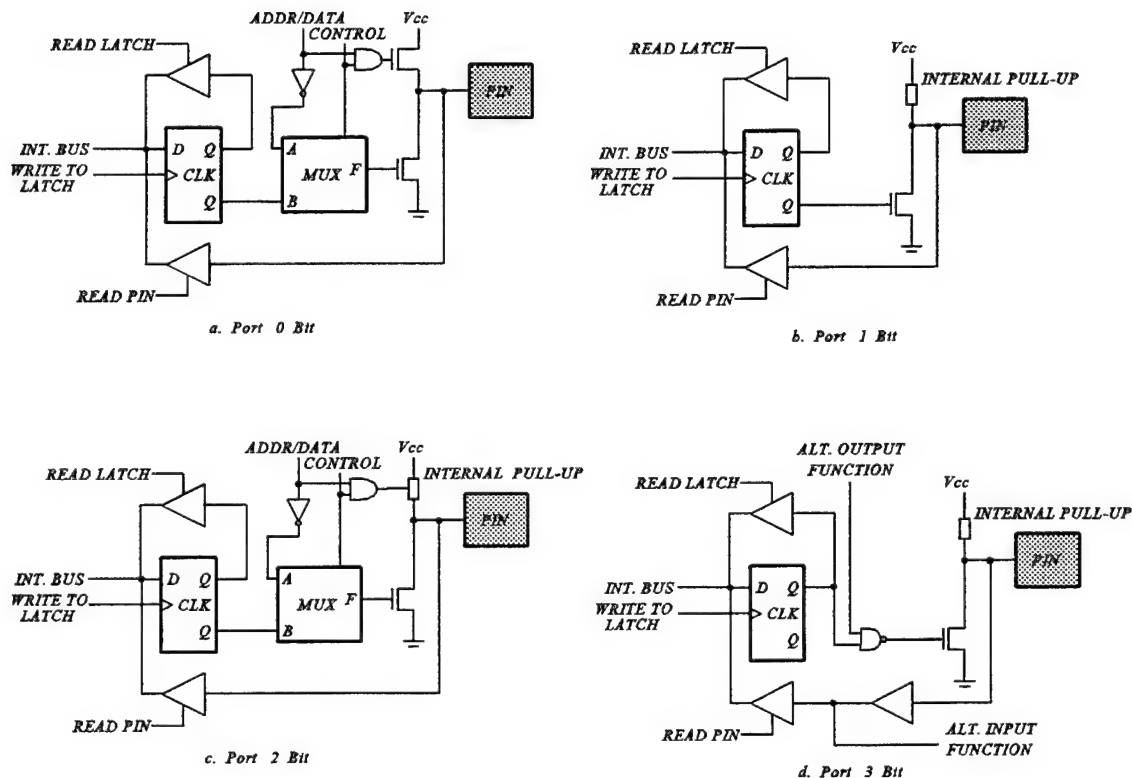 ADDR/DATA
CONTROL
Vcc
READ LATCH
PIN
INT. BUS
WRITE TO
LATCH
D
Q
CLK
Q
A
MUX
F
B
READ PIN
a. Port 0 Bit
READ LATCH
Vcc
INTERNAL PULL-UP
PIN
INT. BUS
WRITE TO
LATCH
D
Q
CLK
Q
READ PIN
b. Port 1 Bit
ADDR/DATA
CONTROL
Vcc
INTERNAL PULL-UP
READ LATCH
PIN
INT. BUS
WRITE TO
LATCH
D
Q
CLK
Q
A
MUX
F
B
READ PIN
c. Port 2 Bit
ALT. OUTPUT
FUNCTION
READ LATCH
Vcc
INTERNAL PULL-UP
PIN
INT. BUS
WRITE TO
LATCH
D
Q
CLK
Q
READ PIN
ALT. INPUT
FUNCTION
d. Port 3 Bit